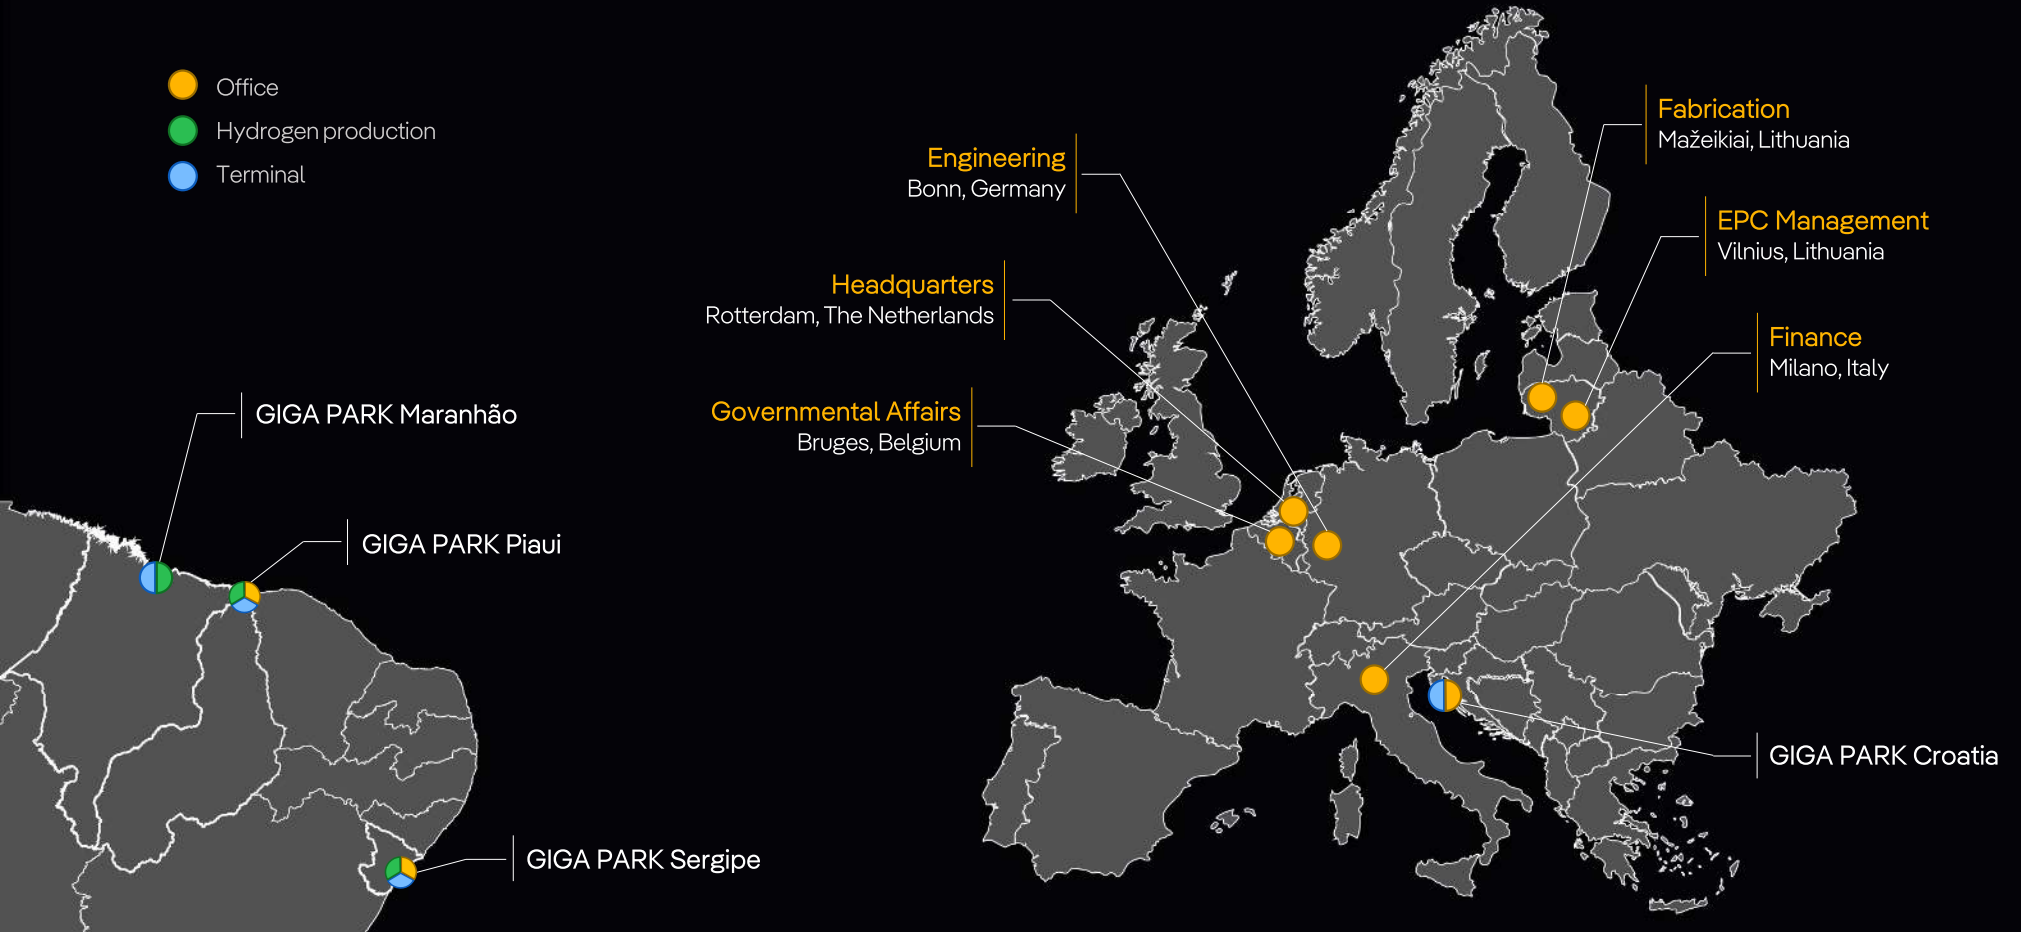 Office
Hydrogen production
Terminal
Fabrication
Mažeikiai, Lithuania
Engineering
Bonn, Germany
EPC Management
Vilnius, Lithuania
Headquarters
Rotterdam, The Netherlands
Finance
Milano, Italy
Governmental Affairs
Bruges, Belgium
GIGA PARK Maranhão
GIGA PARK Piaui
GIGA PARK Croatia
GIGA PARK Sergipe